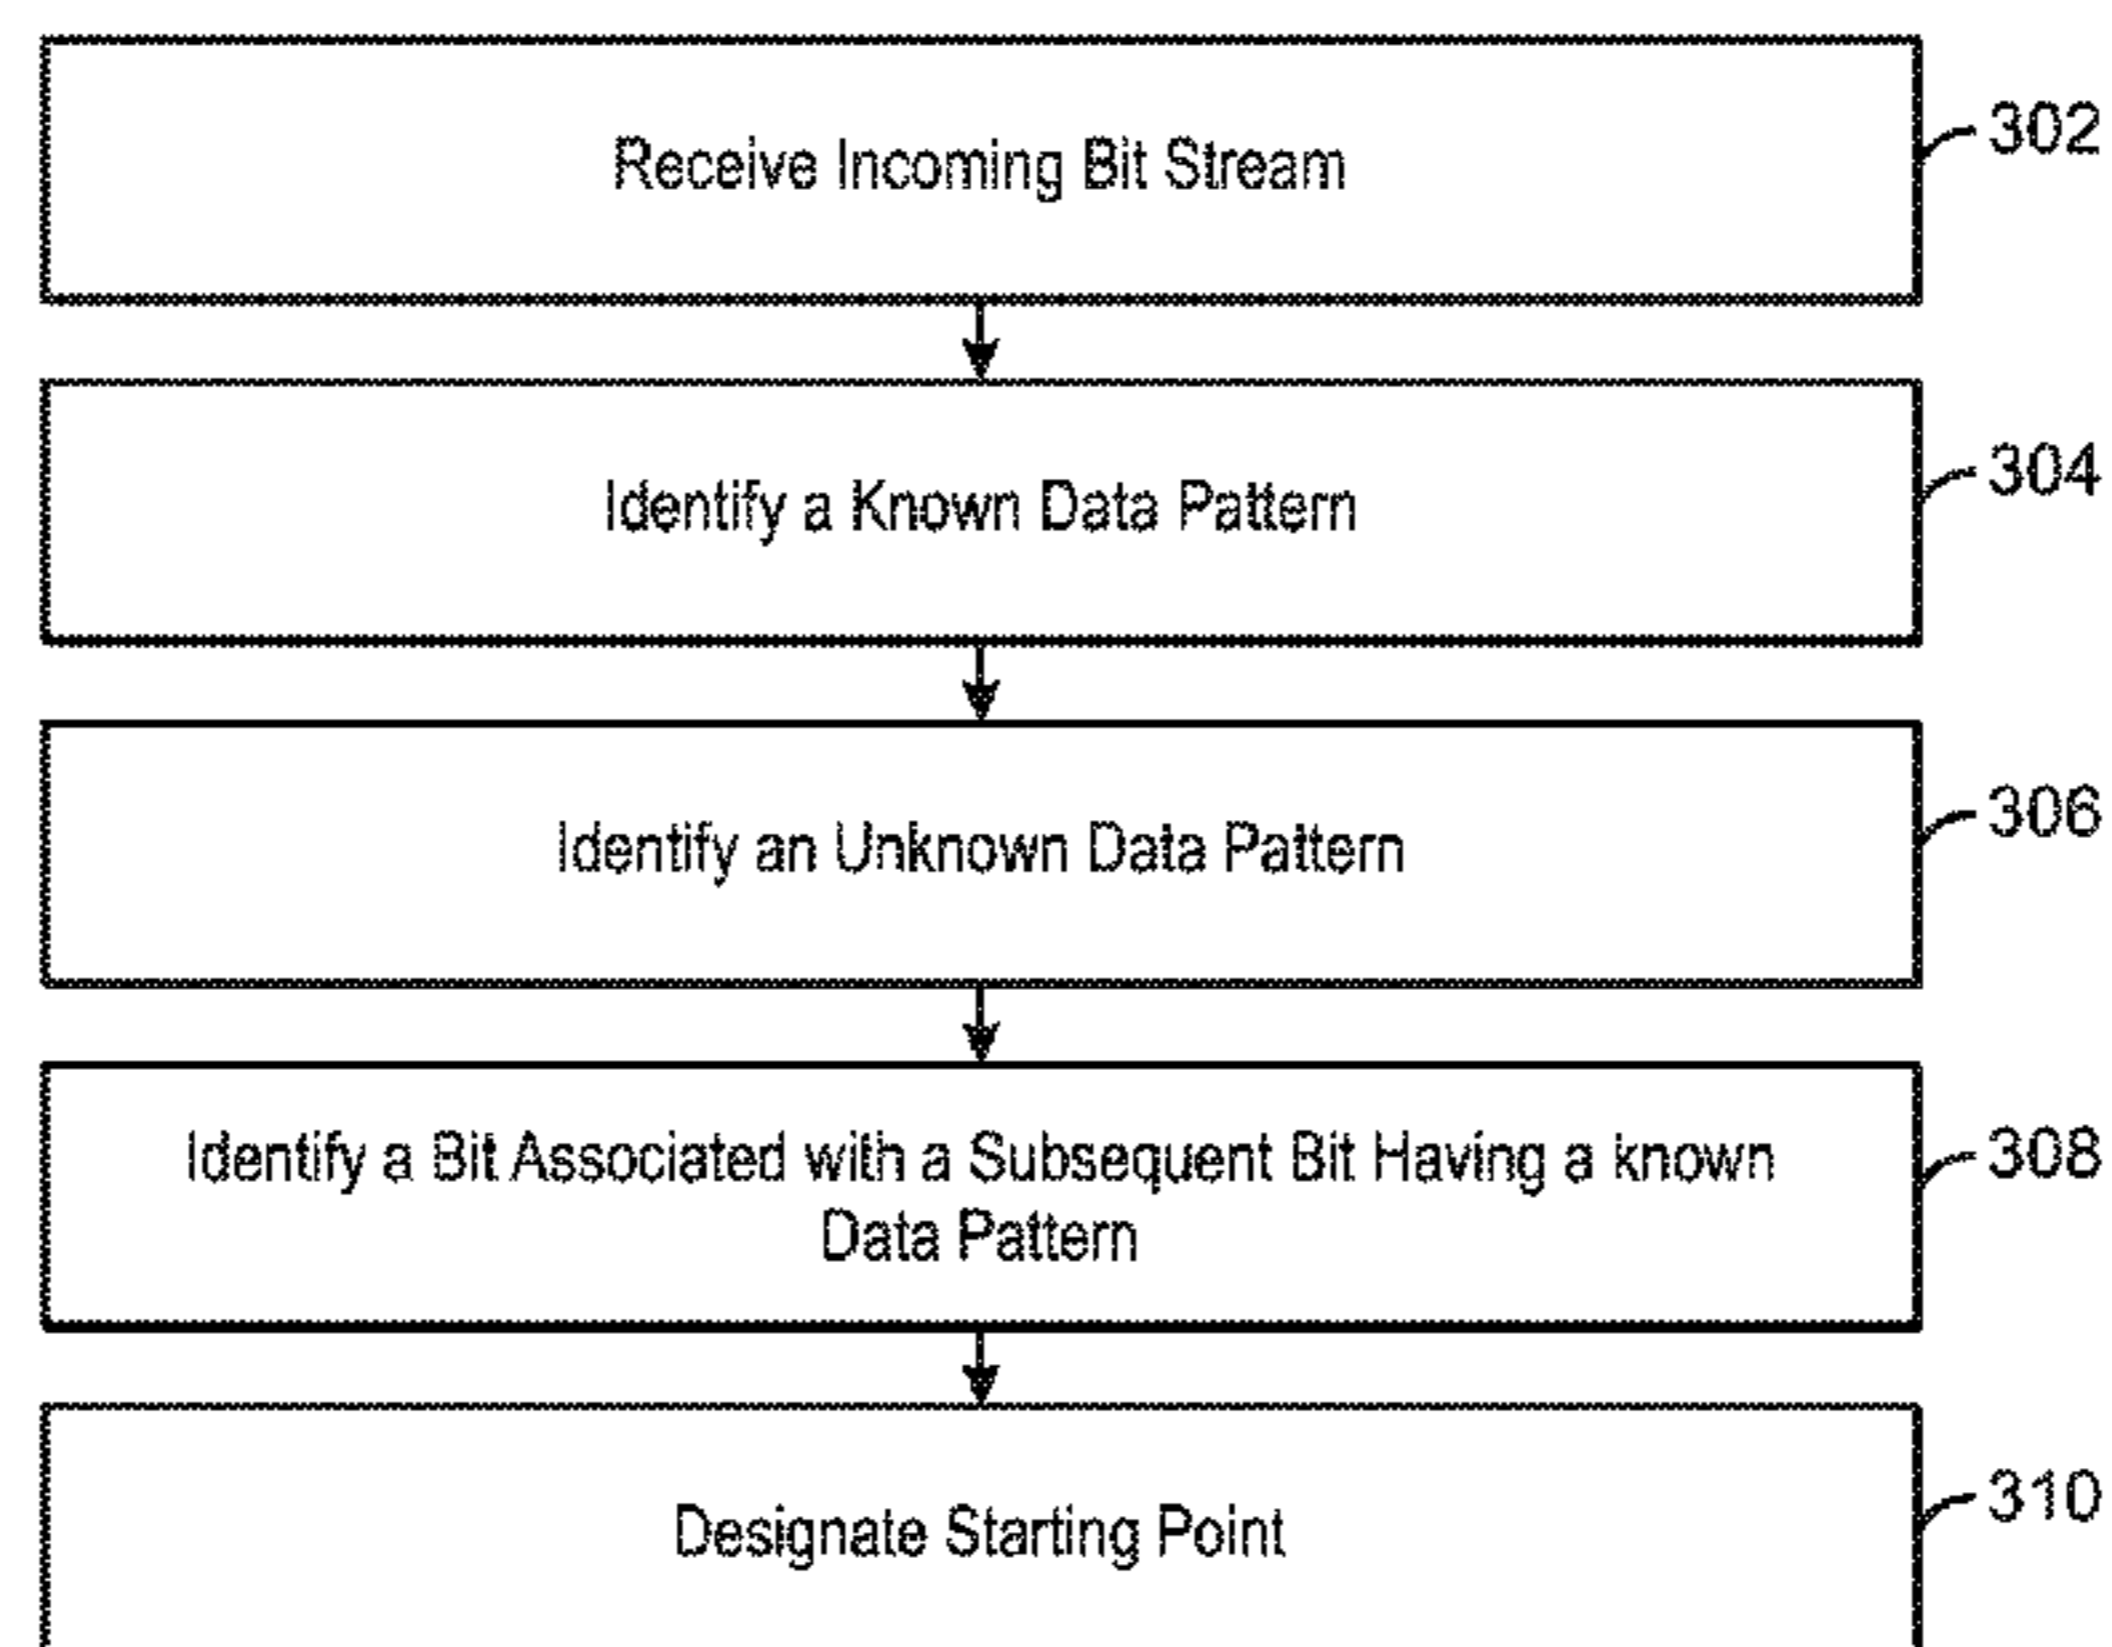 Receive Incoming Bit Stream
302
Identify a Known Data Pattern
304
Identify an Unknown Data Pattern
306
Identify a Bit Associated with a Subsequent Bit Having a known
Data Pattern
308
Designate Starting Point
310